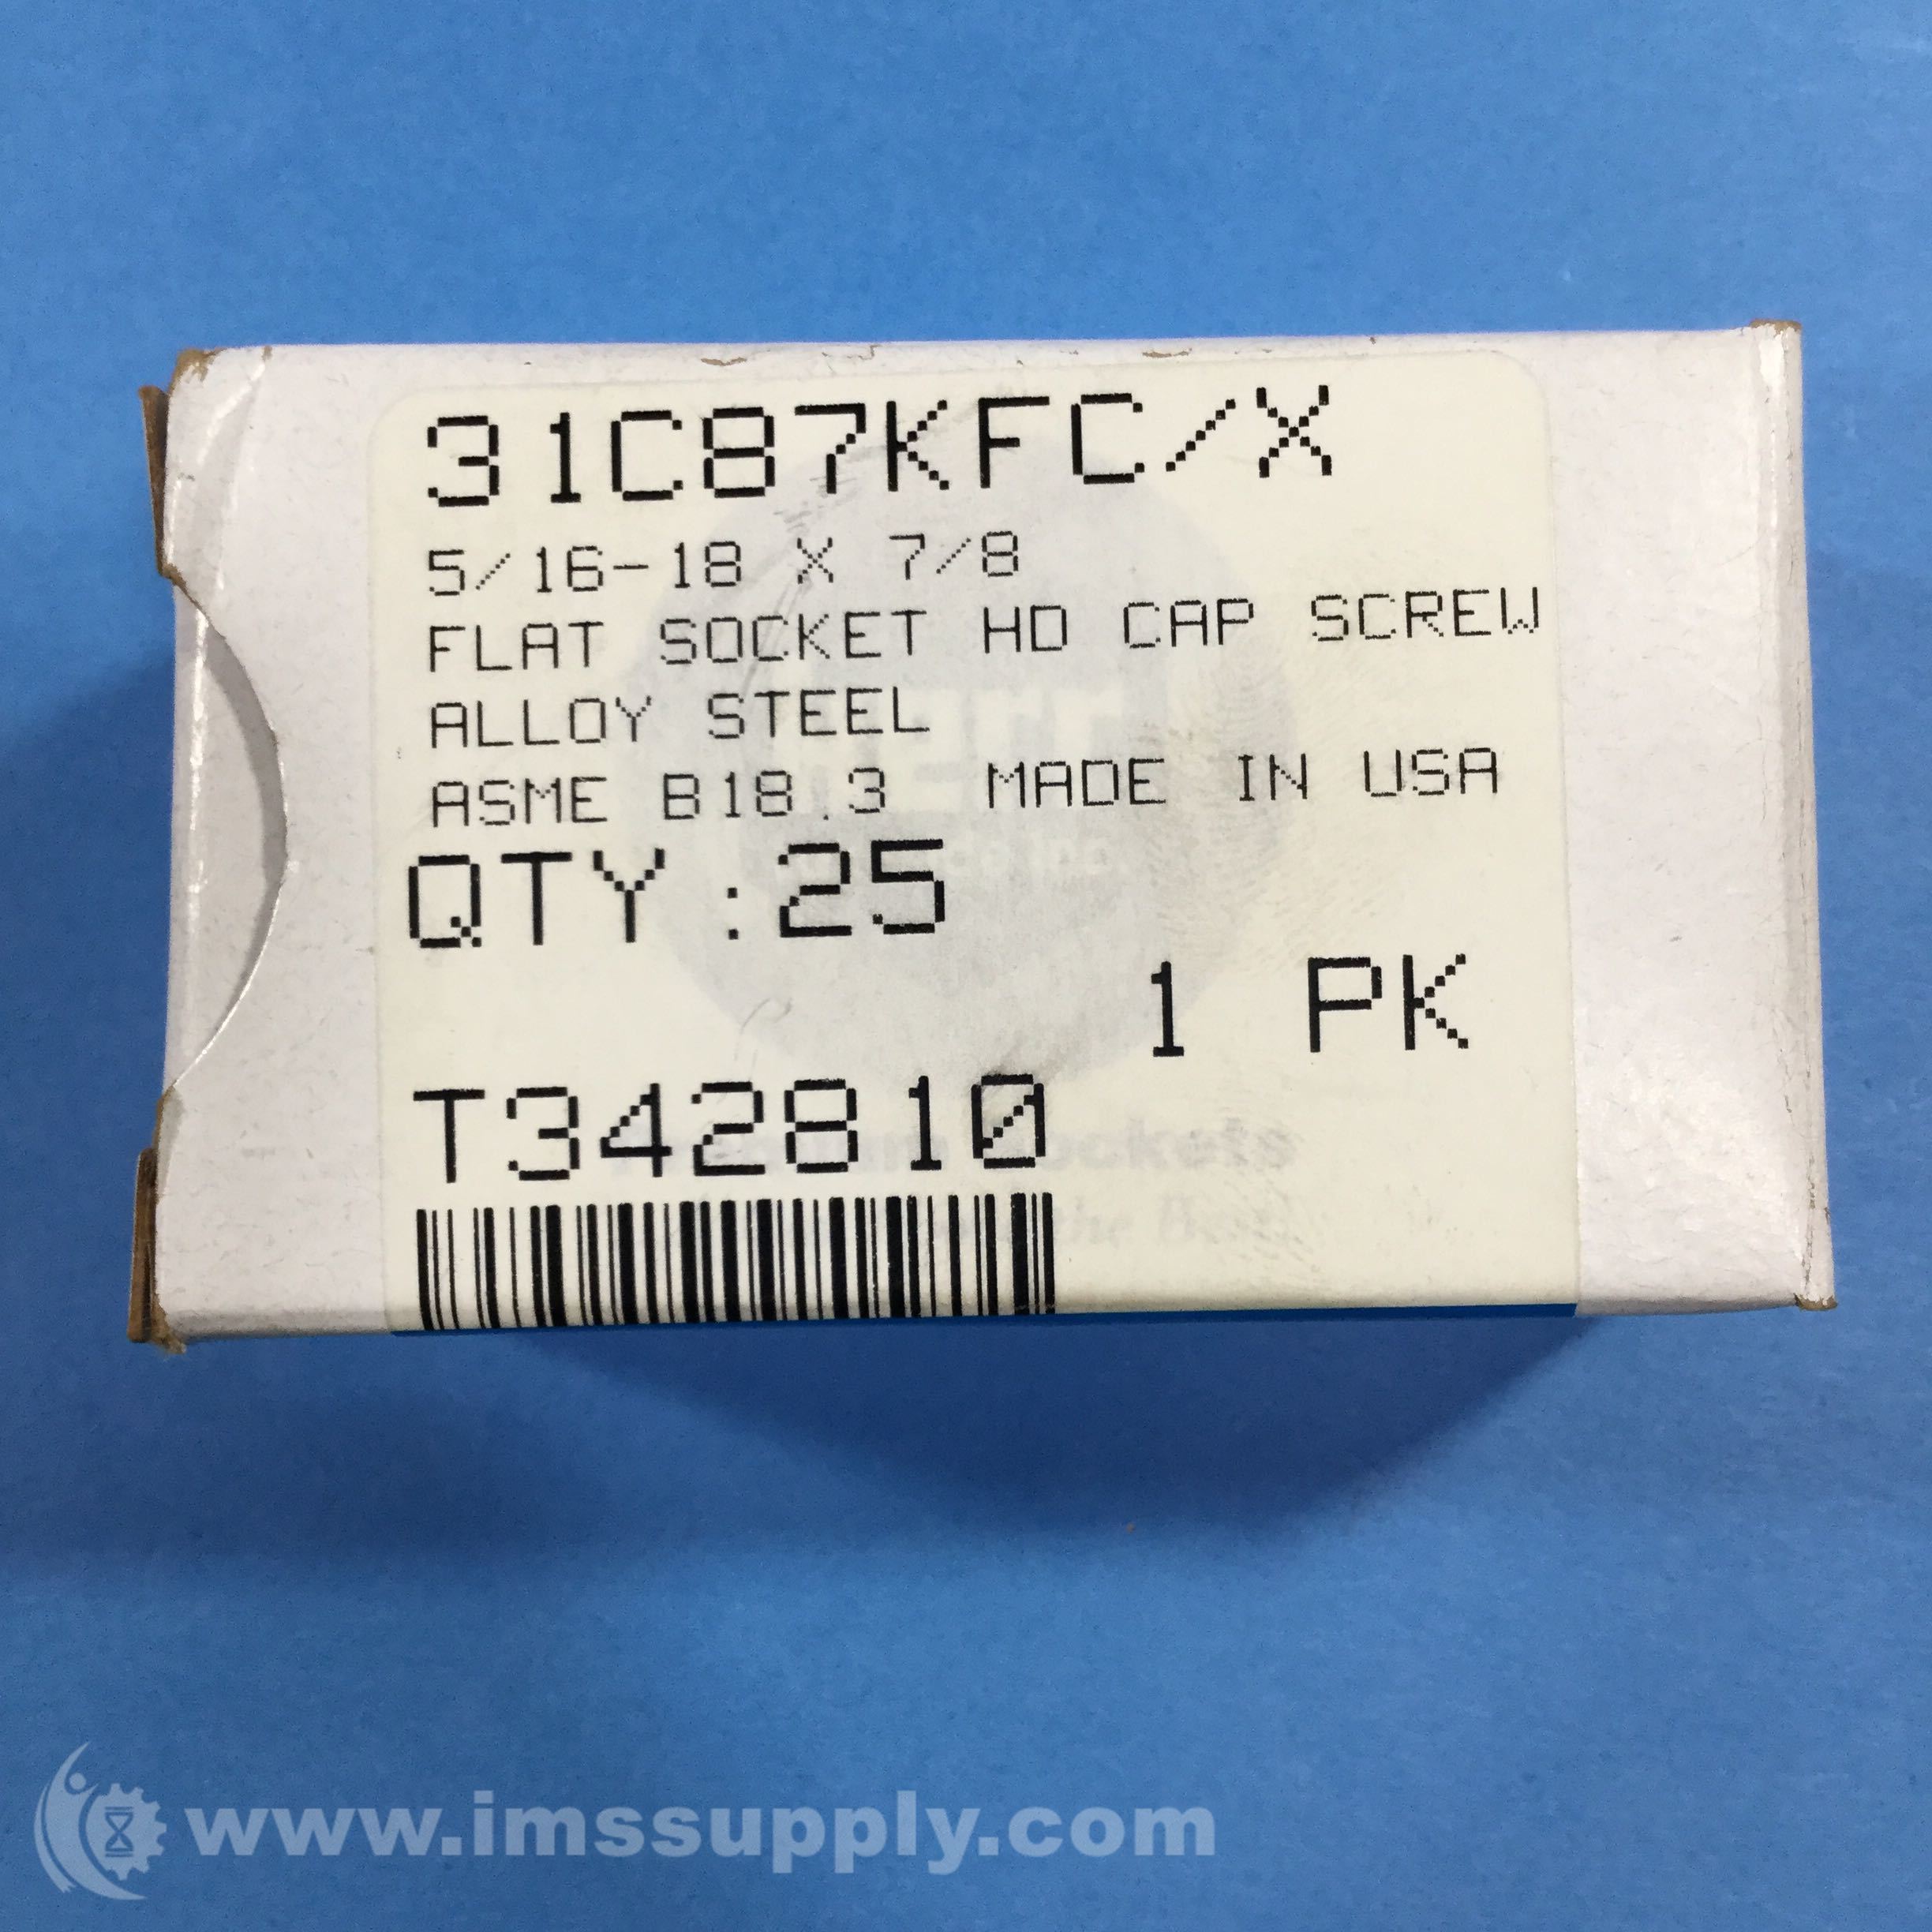 31C87KFC/X
5/16-18 X 7/8
FLAT SOCKET HD CAP SCREW
ALLOY STEEL
ASME B18.3 MADE IN USA
QTY:25
1 PK
T342810
www.imssupply.com